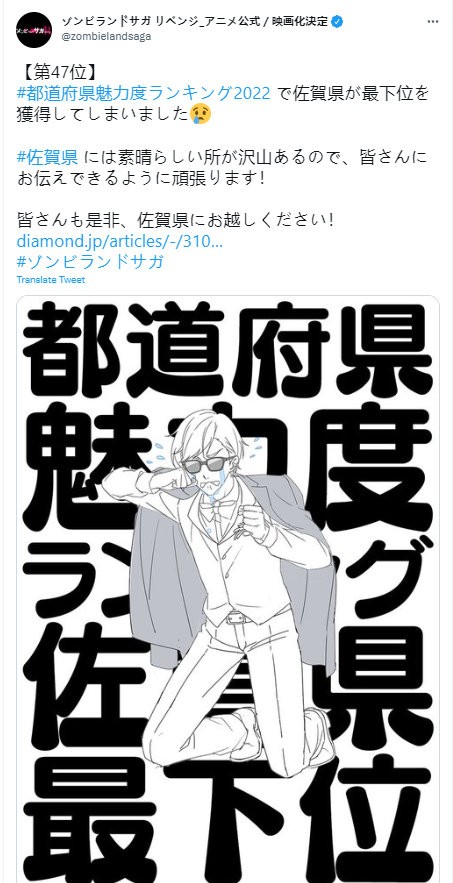 ゾンビランドサガ リベンジ_アニメ公式 / 映画化決定
@zombielandsaga
【第47位】
#都道府県魅力度ランキング2022 で佐賀県が最下位を
獲得してしまいました😢
#佐賀県 には素晴らしい所が沢山あるので、皆さんに
お伝えできるように頑張ります！
皆さんも是非、佐賀県にお越しください！
diamond.jp/articles/-/310...
#ゾンビランドサガ
Translate Tweet
都道府県
魅力度
ラン グ
佐 県
最下位